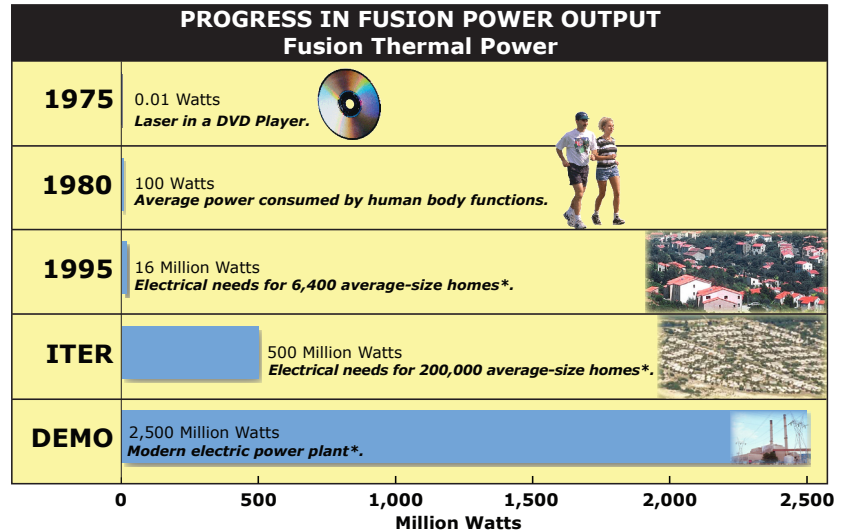 PROGRESS IN FUSION POWER OUTPUT
Fusion Thermal Power
1975
0.01 Watts
Laser in a DVD Player.
1980
100 Watts
Average power consumed by human body functions.
1995
16 Million Watts
Electrical needs for 6,400 average-size homes*.
ITER
500 Million Watts
Electrical needs for 200,000 average-size homes*.
DEMO
2,500 Million Watts
Modern electric power plant*.
0 500 1,000 1,500 2,000 2,500
Million Watts